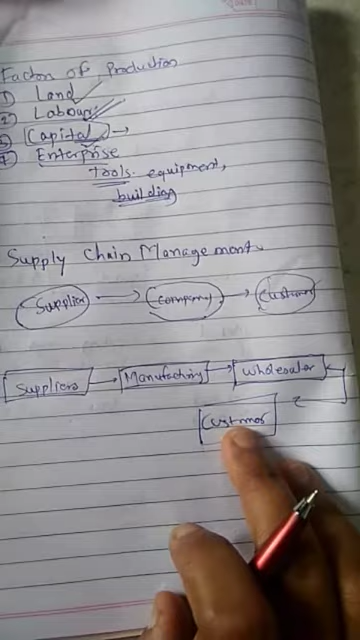 Factors of Production
① Land
② Labour
③ Capital →
④ Enterprise
Tools. equipment,
building
Supply Chain Management.
Supplier → Company → Customer
Suppliers → Manufacturing → Wholesaler
Customer